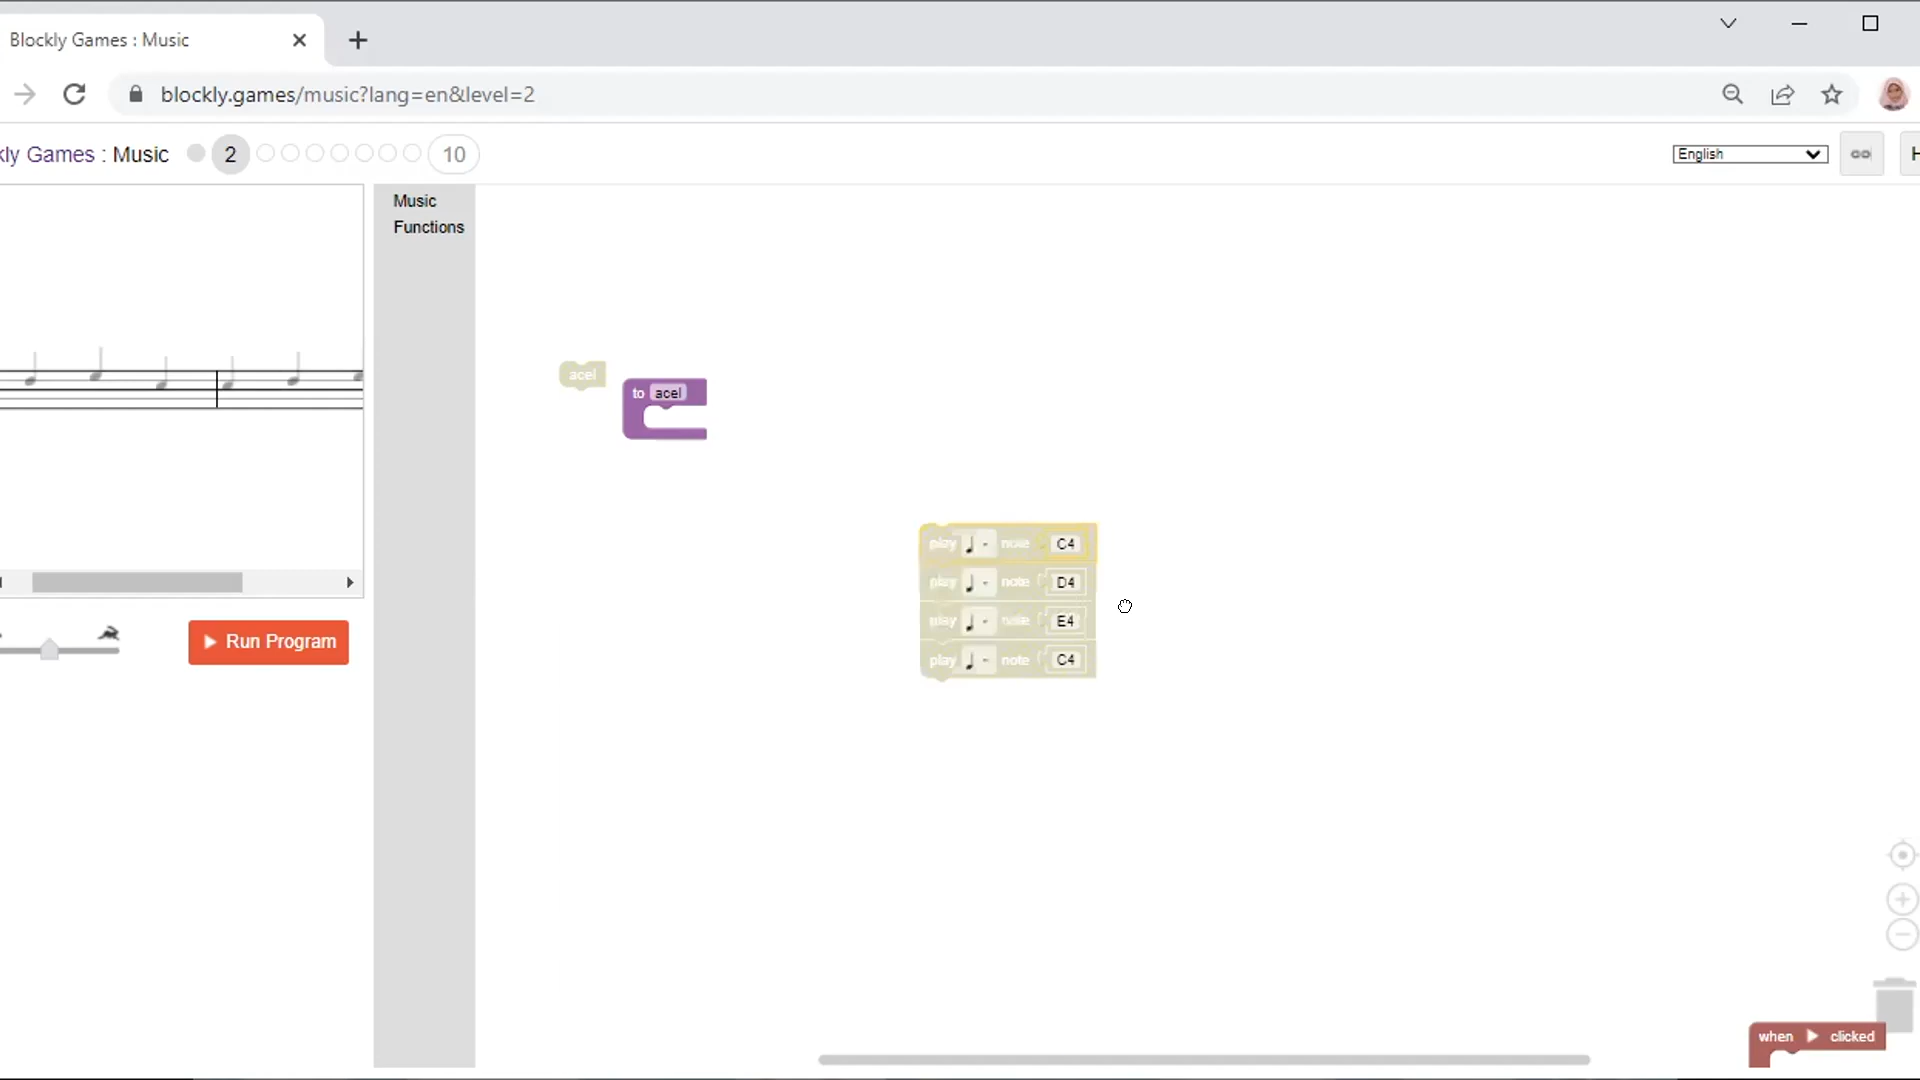 Blockly Games : Music
blockly.games/music?lang=en&level=2
kly Games : Music 2 10
English
H
Music
Functions
acel
to acel
play note C4
play note D4
play note E4
play note C4
Run Program
when clicked